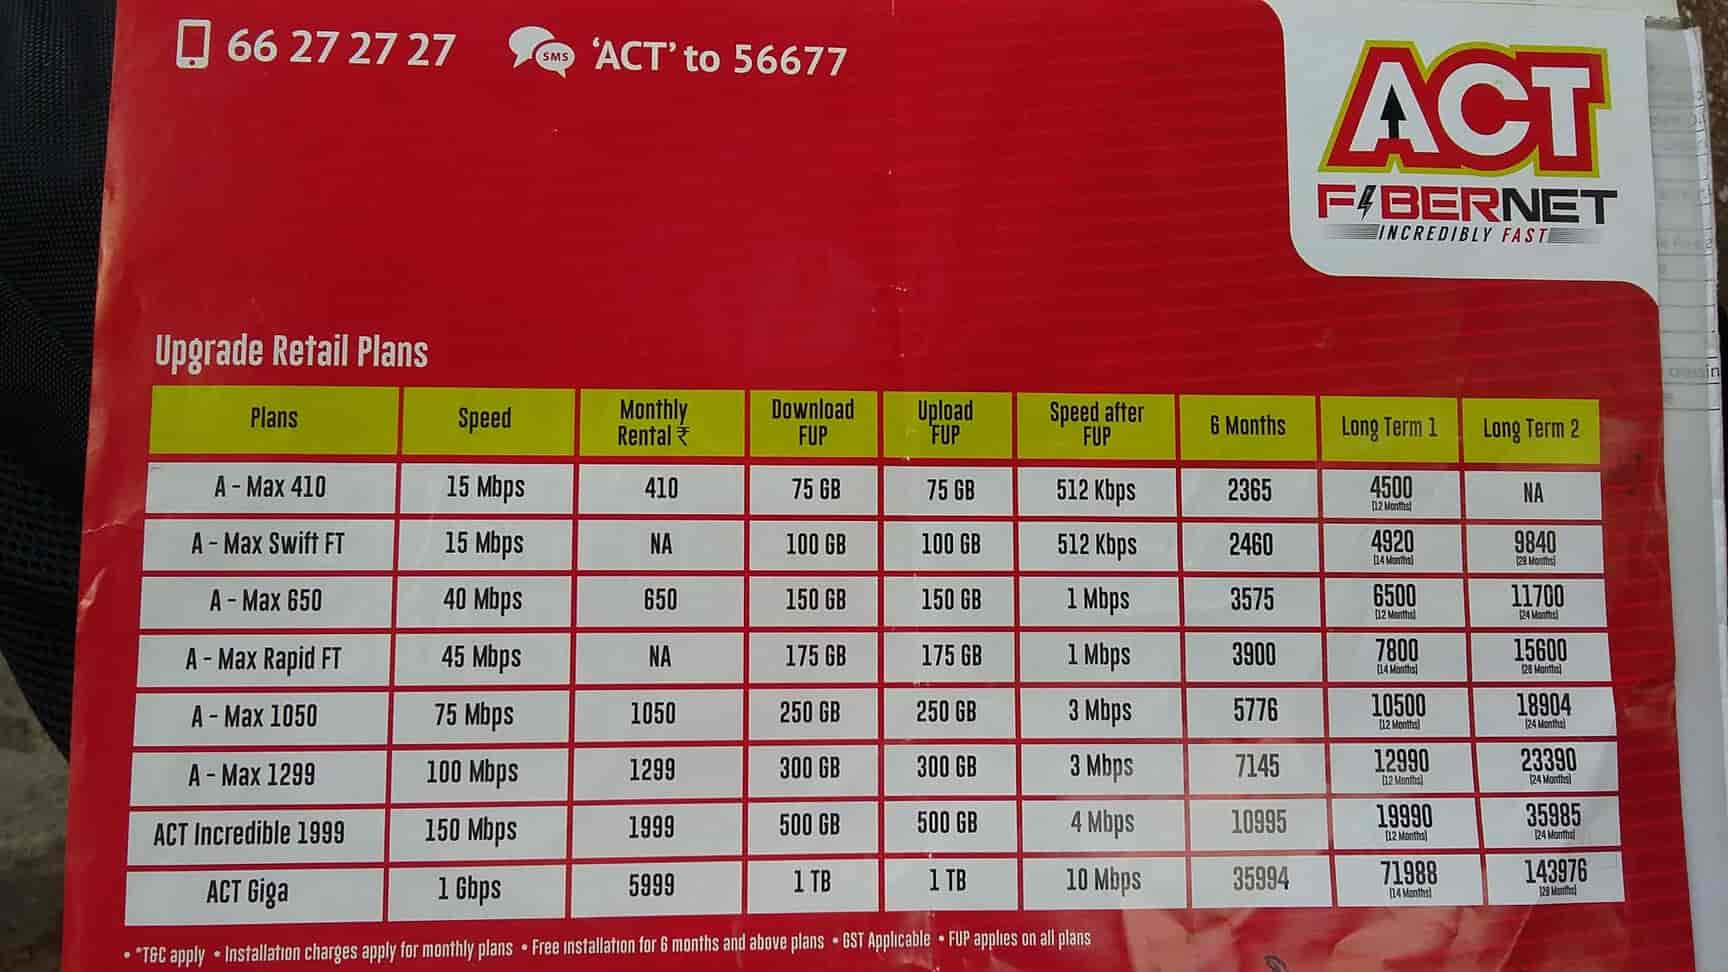 66 27 27 27
SMS 'ACT' to 56677
ACT
FIBERNET
INCREDIBLY FAST
Upgrade Retail Plans
Plans Speed Monthly Rental ₹ Download FUP Upload FUP Speed after FUP 6 Months Long Term 1 Long Term 2
A - Max 410 15 Mbps 410 75 GB 75 GB 512 Kbps 2365 4500 (12 Months) NA
A - Max Swift FT 15 Mbps NA 100 GB 100 GB 512 Kbps 2460 4920 (14 Months) 9840 (28 Months)
A - Max 650 40 Mbps 650 150 GB 150 GB 1 Mbps 3575 6500 (12 Months) 11700 (24 Months)
A - Max Rapid FT 45 Mbps NA 175 GB 175 GB 1 Mbps 3900 7800 (14 Months) 15600 (28 Months)
A - Max 1050 75 Mbps 1050 250 GB 250 GB 3 Mbps 5776 10500 (12 Months) 18904 (24 Months)
A - Max 1299 100 Mbps 1299 300 GB 300 GB 3 Mbps 7145 12990 (12 Months) 23390 (24 Months)
ACT Incredible 1999 150 Mbps 1999 500 GB 500 GB 4 Mbps 10995 19990 (12 Months) 35985 (24 Months)
ACT Giga 1 Gbps 5999 1 TB 1 TB 10 Mbps 35994 71988 (14 Months) 143976 (28 Months)
• *T&C apply • Installation charges apply for monthly plans • Free installation for 6 months and above plans • GST Applicable • FUP applies on all plans